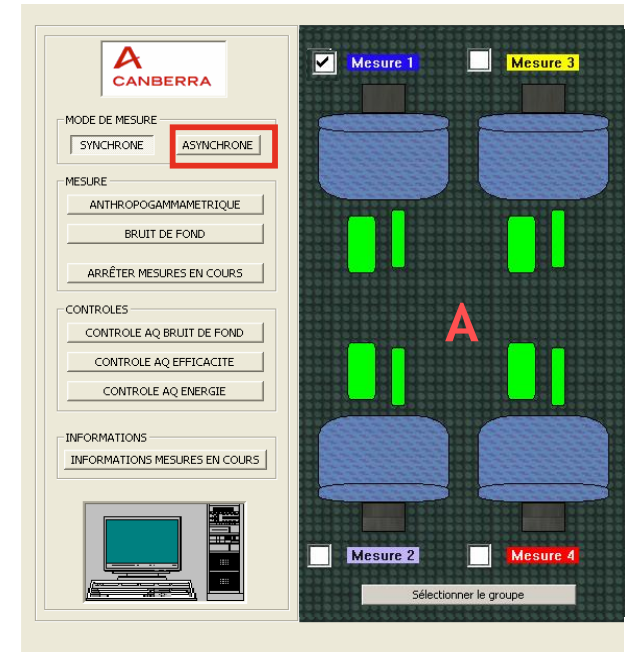 CANBERRA
MODE DE MESURE
SYNCHRONE
ASYNCHRONE
MESURE
ANTHROPOGAMMAMETRIQUE
BRUIT DE FOND
ARRÊTER MESURES EN COURS
CONTROLES
CONTROLE AQ BRUIT DE FOND
CONTROLE AQ EFFICACITE
CONTROLE AQ ENERGIE
INFORMATIONS
INFORMATIONS MESURES EN COURS
Mesure 1
Mesure 3
A
Mesure 2
Mesure 4
Sélectionner le groupe